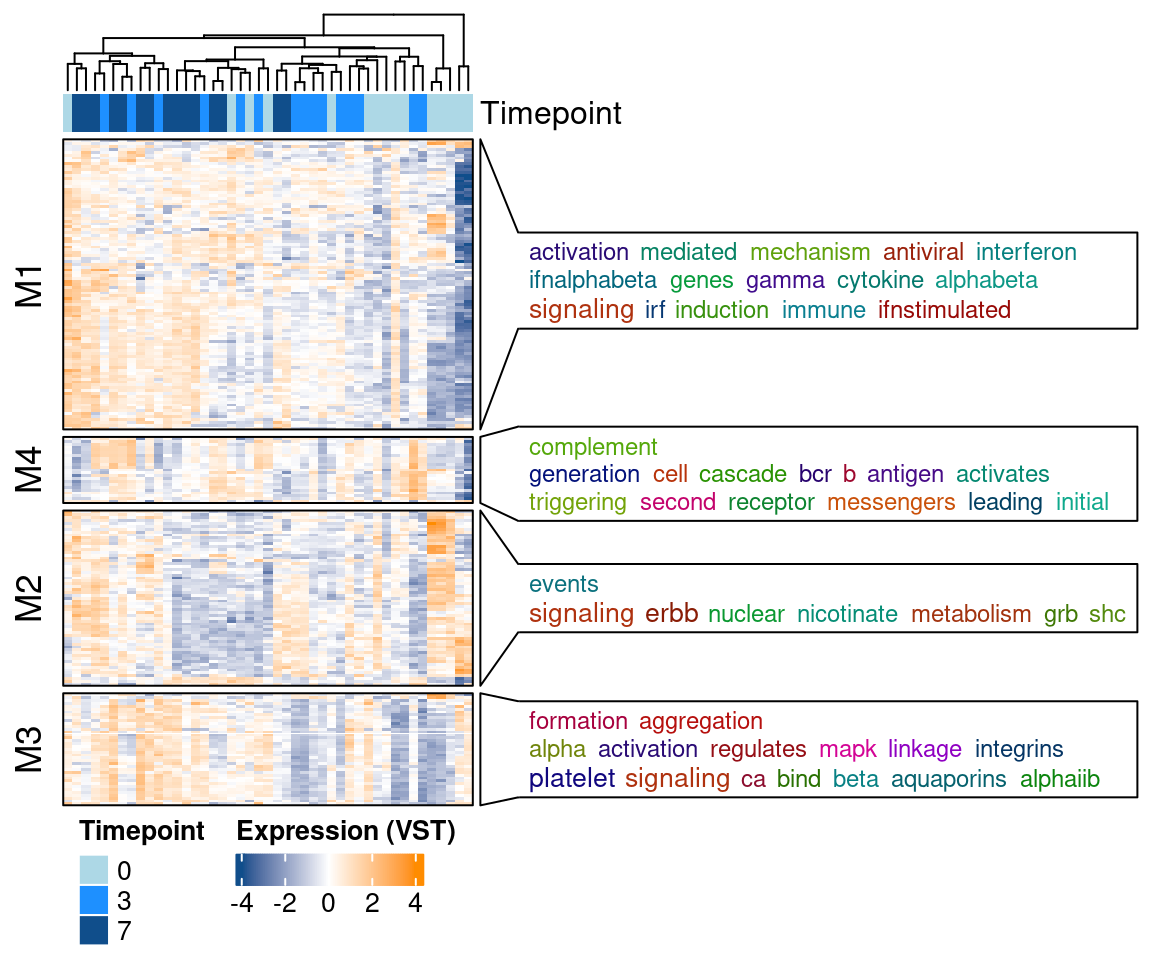 Timepoint
M1
activation mediated mechanism antiviral interferon
ifnalphabeta genes gamma cytokine alphabeta
signaling irf induction immune ifnstimulated
M4
complement
generation cell cascade bcr b antigen activates
triggering second receptor messengers leading initial
M2
events
signaling erbb nuclear nicotinate metabolism grb shc
M3
formation aggregation
alpha activation regulates mapk linkage integrins
platelet signaling ca bind beta aquaporins alphaiib
Timepoint
0
3
7
Expression (VST)
-4 -2 0 2 4